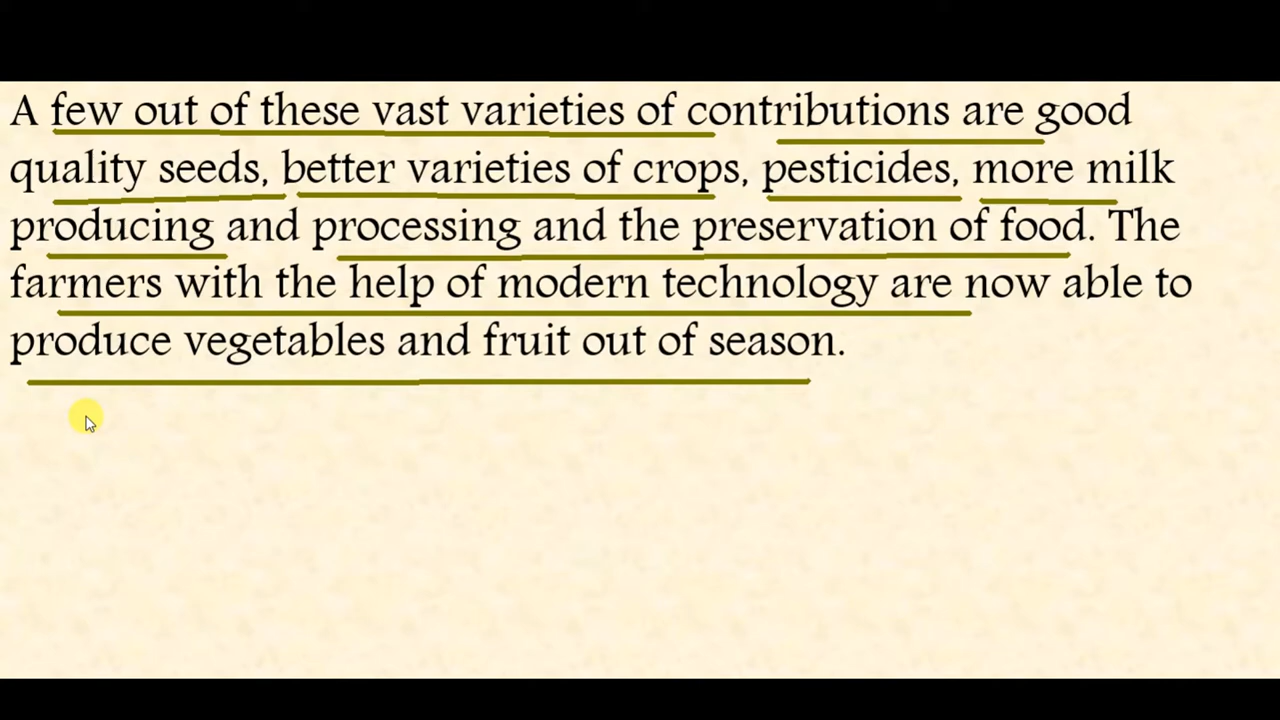 A few out of these vast varieties of contributions are good
quality seeds, better varieties of crops, pesticides, more milk
producing and processing and the preservation of food. The
farmers with the help of modern technology are now able to
produce vegetables and fruit out of season.